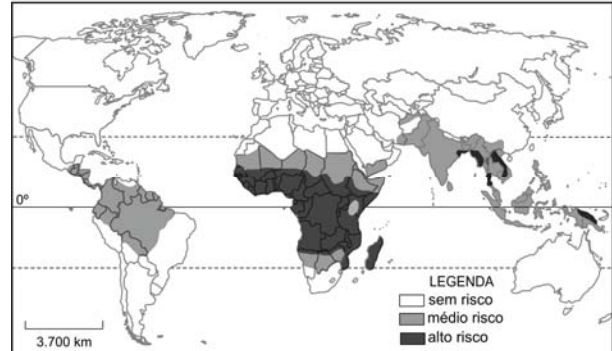 0º
LEGENDA
sem risco
médio risco
alto risco
3.700 km